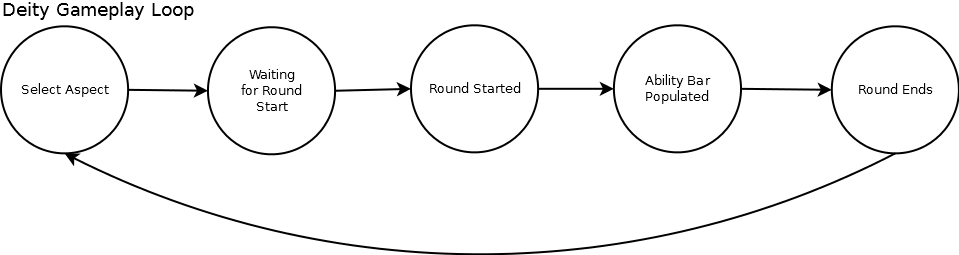 Deity Gameplay Loop
Select Aspect
Waiting
for Round
Start
Round Started
Ability Bar
Populated
Round Ends